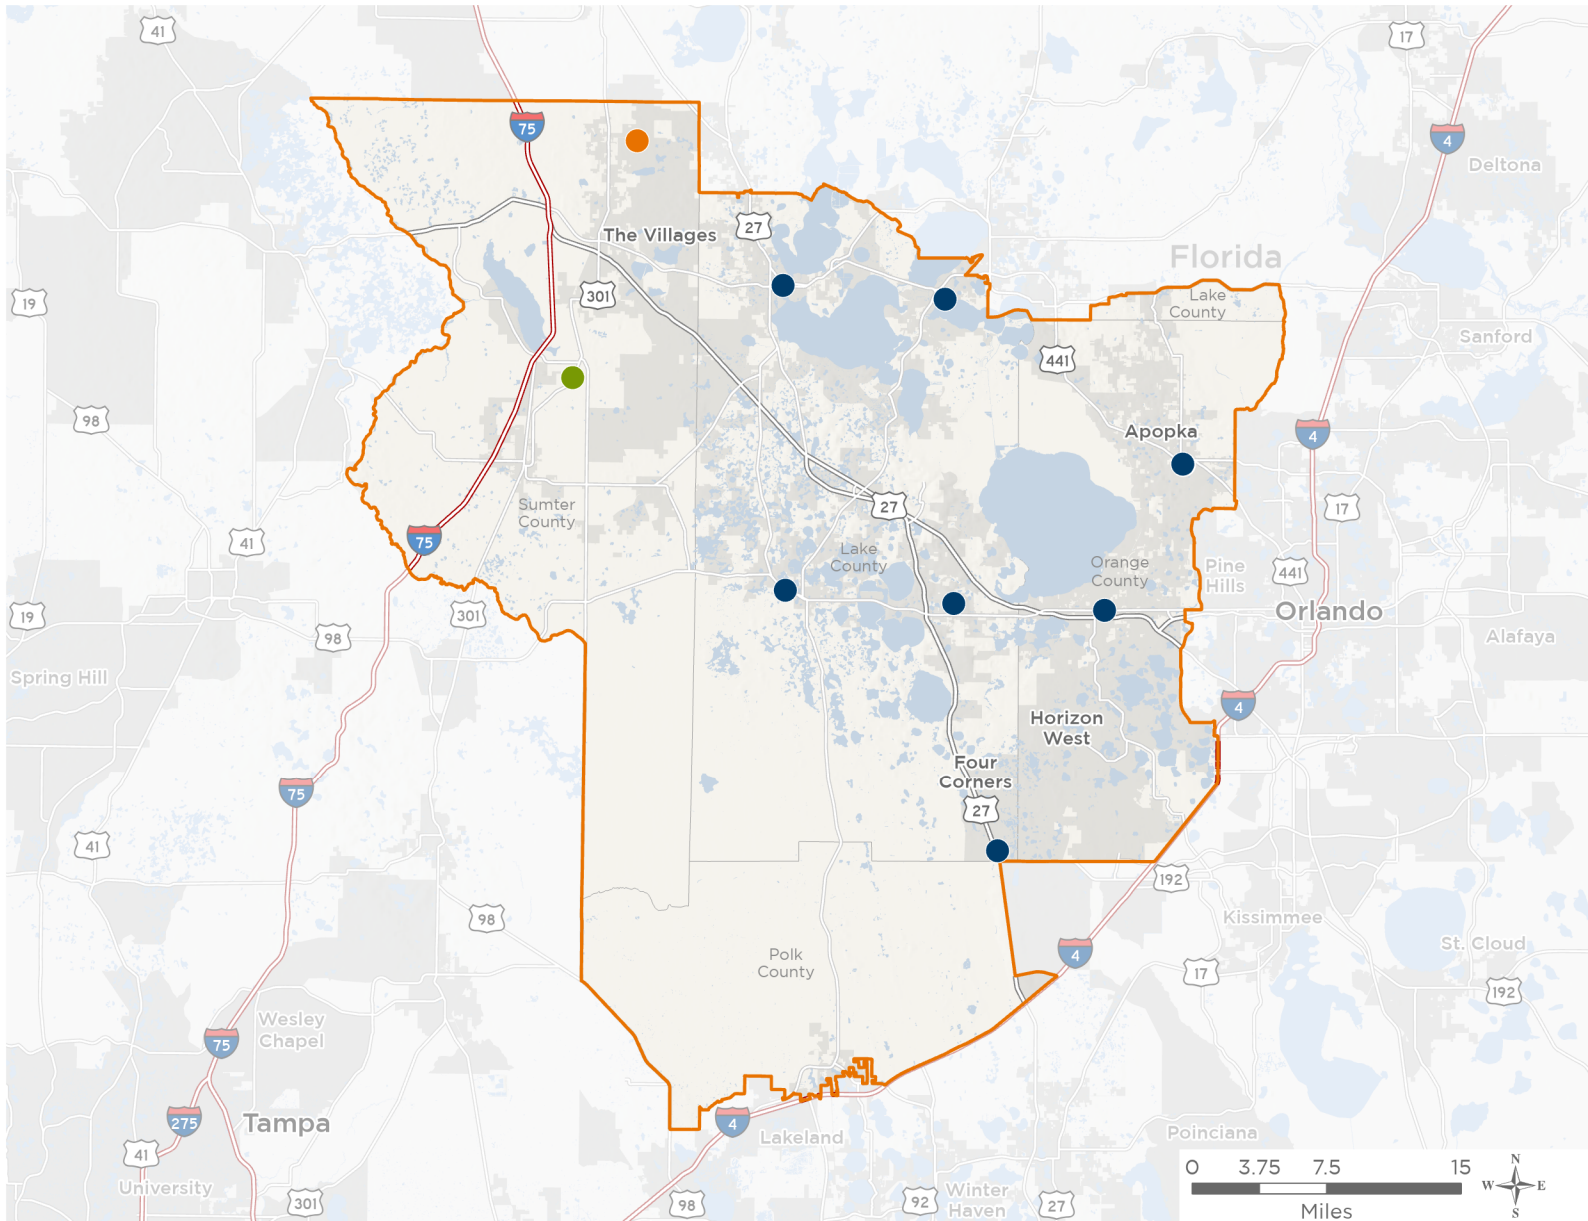 41
17
75
4
Deltona
The Villages
27
Florida
19
301
Lake
County
Sanford
441
98
4
Apopka
27
17
Sumter
County
75
41
Lake
County
Orange
County
Pine
Hills
441
19
301
98
Orlando
Alafaya
Spring Hill
4
Horizon
West
Four
Corners
75
27
41
192
98
Kissimmee
St. Cloud
4
Polk
County
17
192
Wesley
Chapel
75
275
Tampa
4
Lakeland
Poinciana
41
University
301
98
92
Winter
Haven
27
0 3.75 7.5 15
Miles
N
W E
S